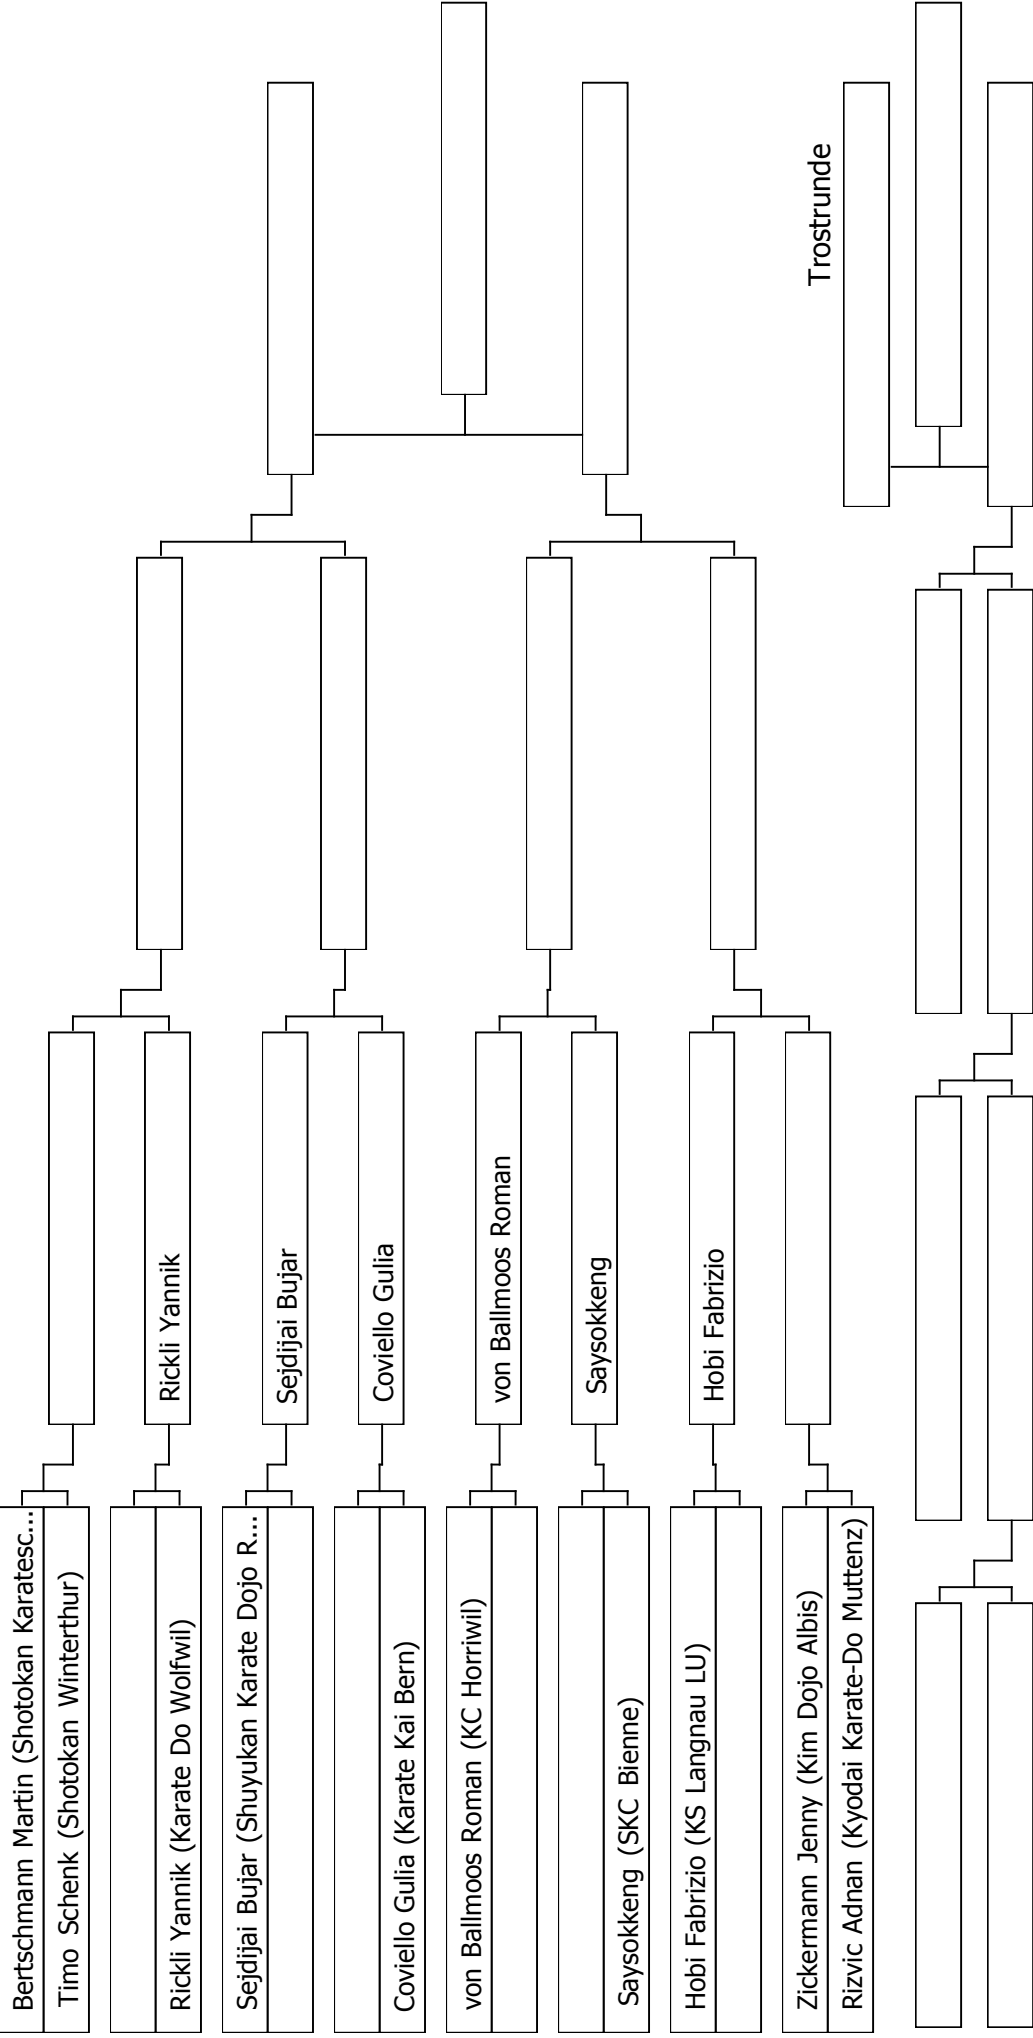 Bertschmann Martin (Shotokan Karatesc...
Timo Schenk (Shotokan Winterthur)
Rickli Yannik (Karate Do Wolfwil)
Sejdijai Bujar (Shuyukan Karate Dojo R...
Coviello Gulia (Karate Kai Bern)
von Ballmoos Roman (KC Horriwil)
Saysokkeng (SKC Bienne)
Hobi Fabrizio (KS Langnau LU)
Zickermann Jenny (Kim Dojo Albis)
Rizvic Adnan (Kyodai Karate-Do Muttenz)
Rickli Yannik
Sejdijai Bujar
Coviello Gulia
von Ballmoos Roman
Saysokkeng
Hobi Fabrizio
Trostrunde